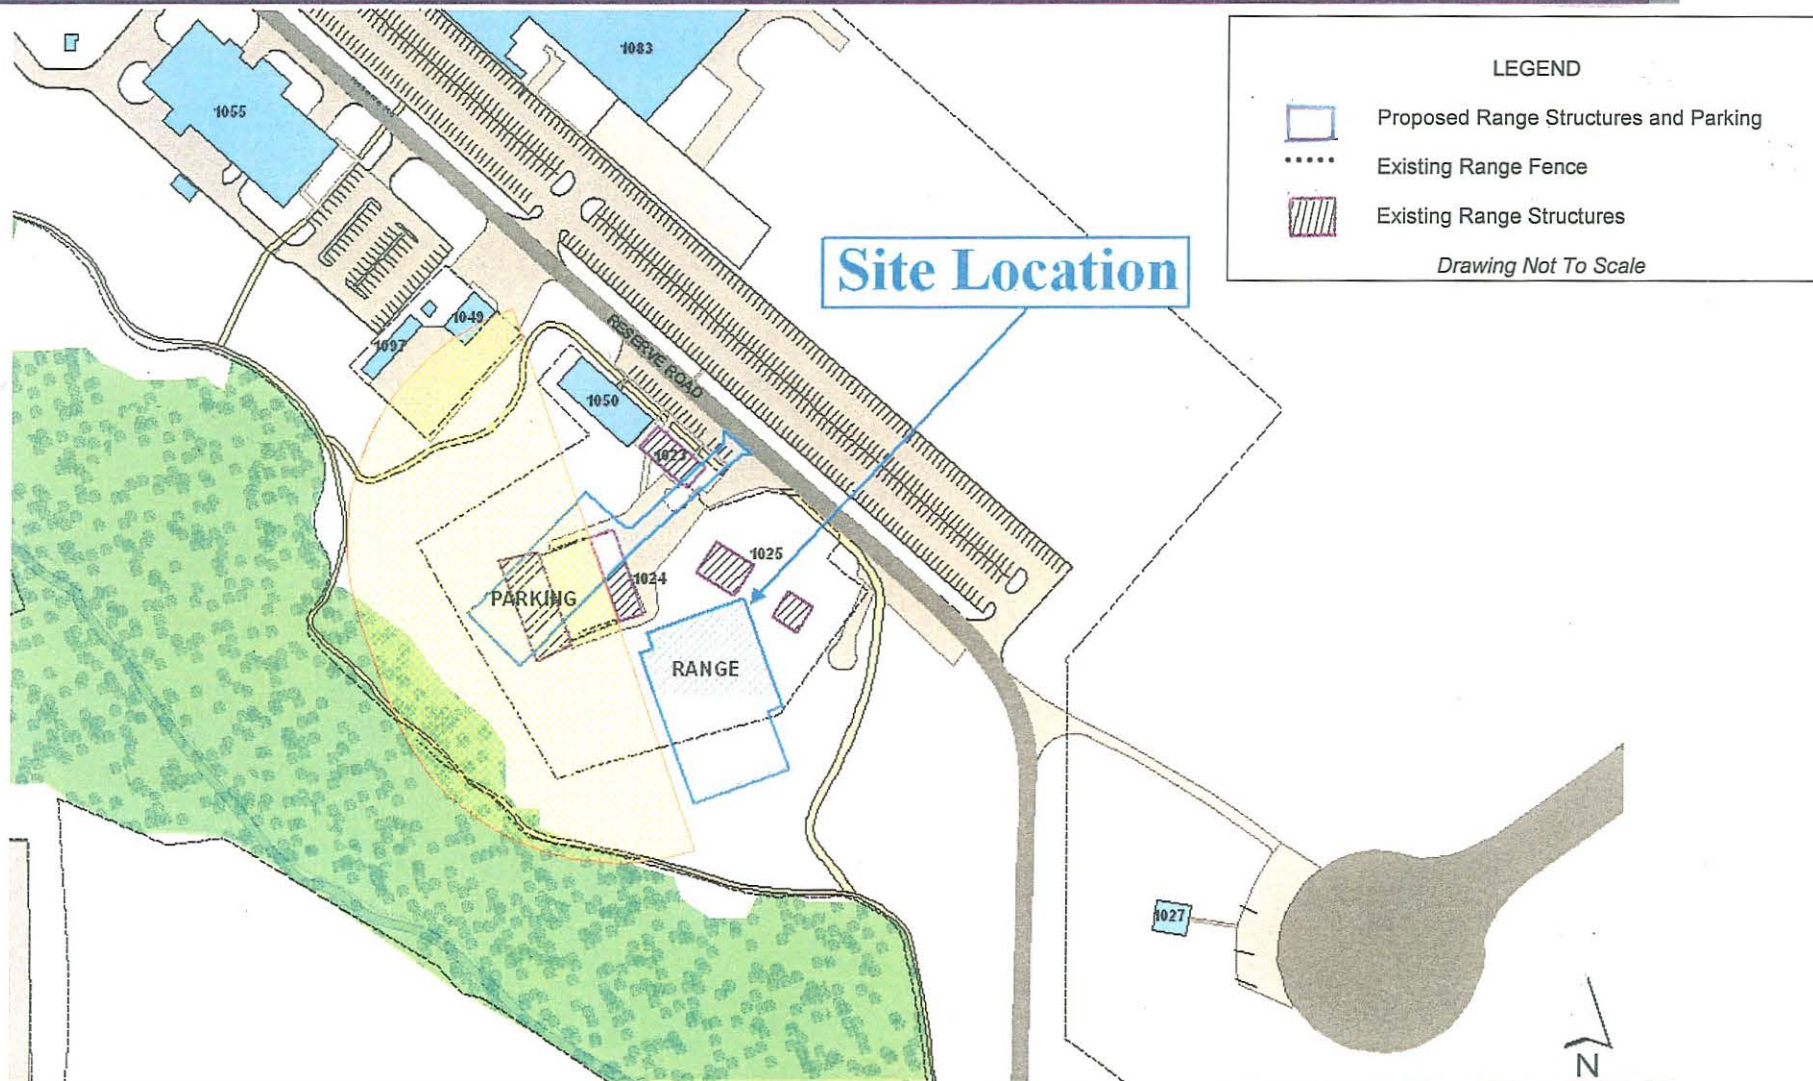 1083
1055
LEGEND
Proposed Range Structures and Parking
Existing Range Fence
Existing Range Structures
Drawing Not To Scale
Site Location
1049
1097
RESERVE ROAD
1050
1023
1025
1024
PARKING
RANGE
1027
N